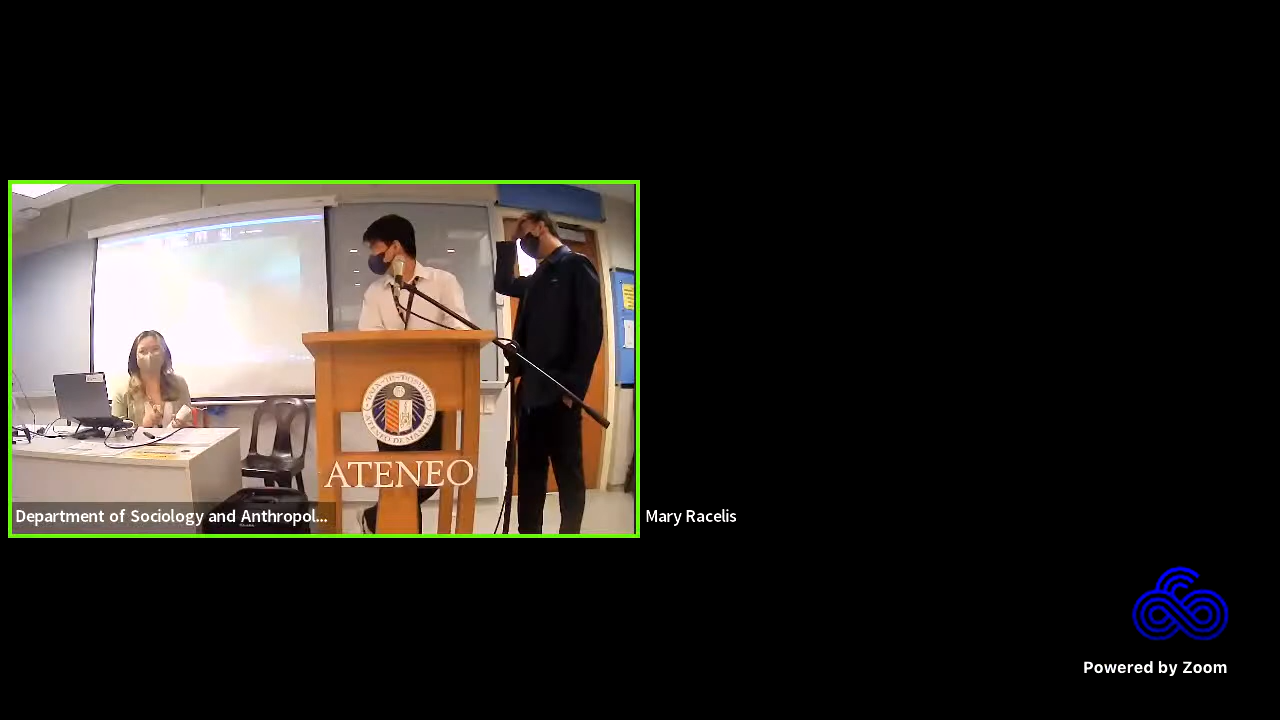 ATENEO
Department of Sociology and Anthropol...
Mary Racelis
Powered by Zoom